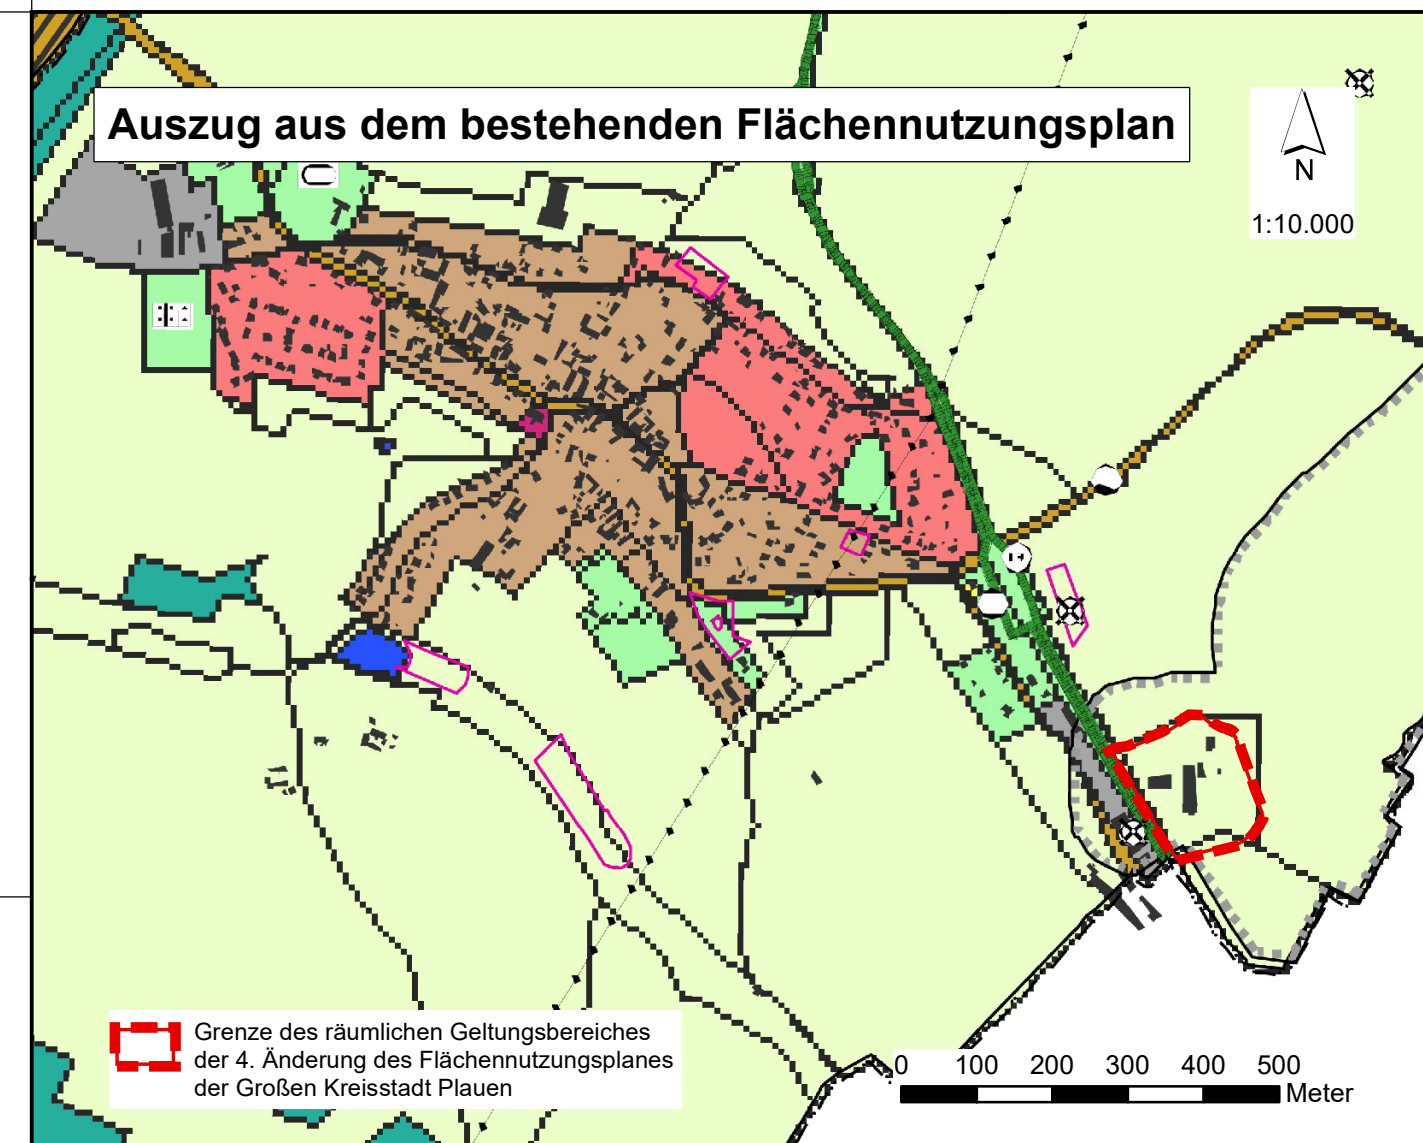 Auszug aus dem bestehenden Flächennutzungsplan
N
1:10.000
Grenze des räumlichen Geltungsbereiches
der 4. Änderung des Flächennutzungsplanes
der Großen Kreisstadt Plauen
0 100 200 300 400 500
Meter